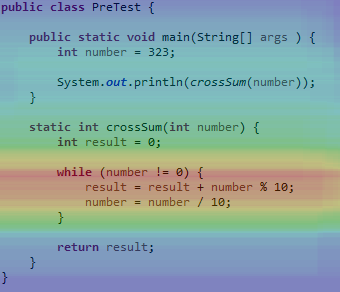 public class PreTest {
public static void main(String[] args ) {
int number = 323;
System.out.println(crossSum(number));
}
static int crossSum(int number) {
int result = 0;
while (number != 0) {
result = result + number % 10;
number = number / 10;
}
return result;
}
}